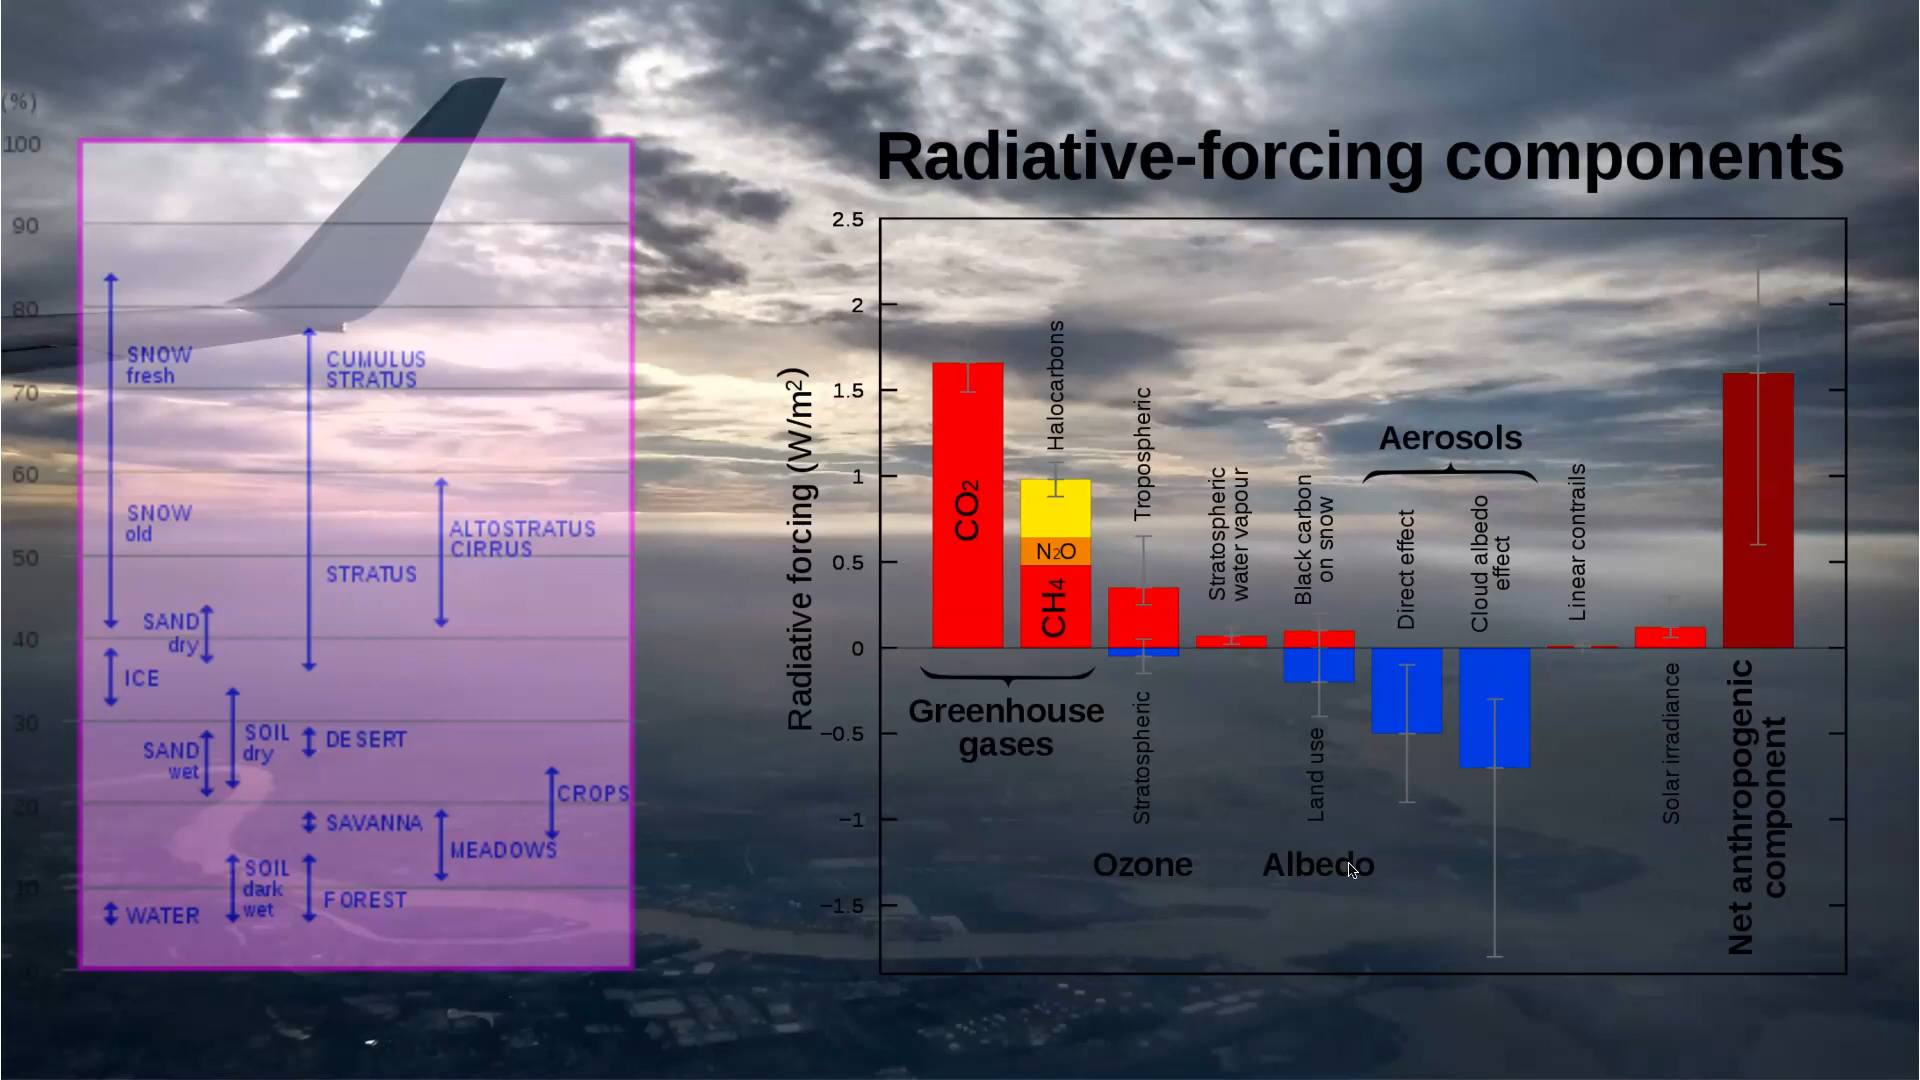 (%)
100
90
80
70
60
50
40
30
20
10
0
SNOW
fresh
CUMULUS
STRATUS
SNOW
old
ALTOSTRATUS
CIRRUS
STRATUS
SAND
dry
ICE
SAND
wet
SOIL
dry
DESERT
CROPS
SAVANNA
MEADOWS
SOIL
dark
wet
FOREST
WATER
Radiative-forcing components
Radiative forcing (W/m²)
2.5
2
1.5
1
0.5
0
−0.5
−1
−1.5
CO2
Halocarbons
N2O
CH4
Greenhouse
gases
Tropospheric
Stratospheric
Ozone
Stratospheric
water vapour
Black carbon
on snow
Land use
Albedo
Aerosols
Direct effect
Cloud albedo
effect
Linear contrails
Solar irradiance
Net anthropogenic
component